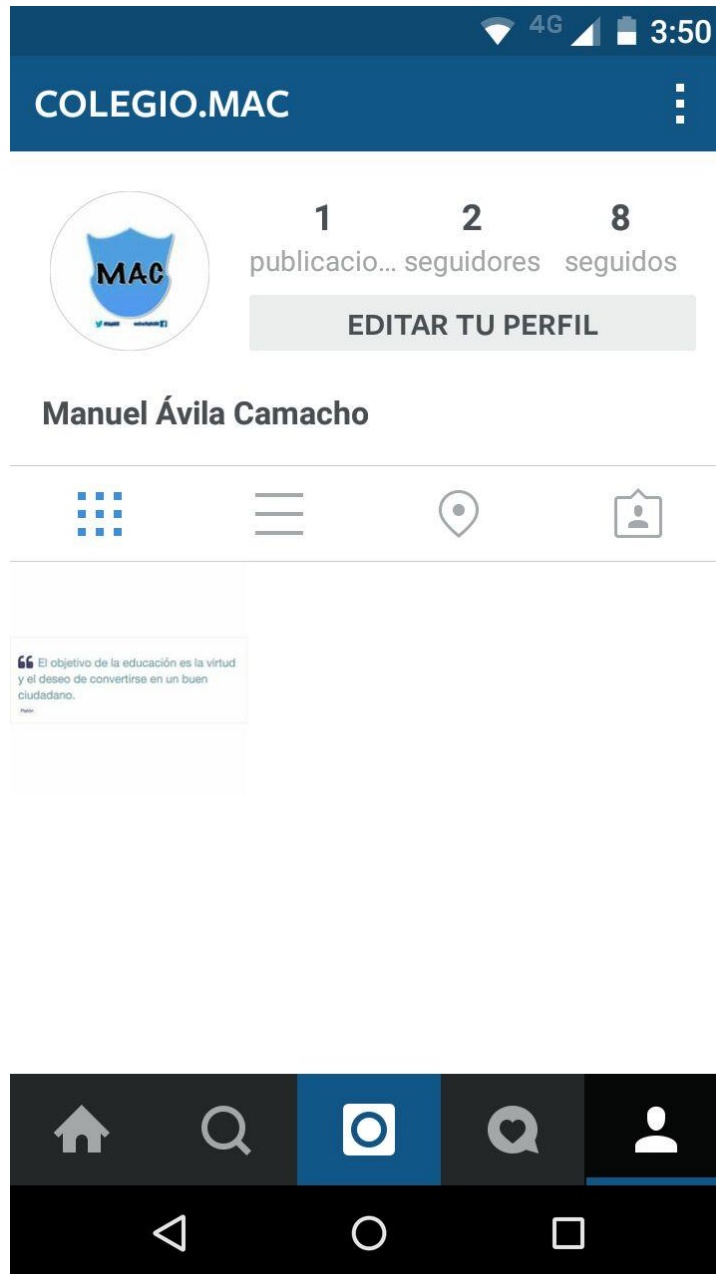 4G 3:50
COLEGIO.MAC
MAC
1 2 8
publicacio... seguidores seguidos
EDITAR TU PERFIL
Manuel Ávila Camacho
El objetivo de la educación es la virtud
y el deseo de convertirse en un buen
ciudadano.
Platón